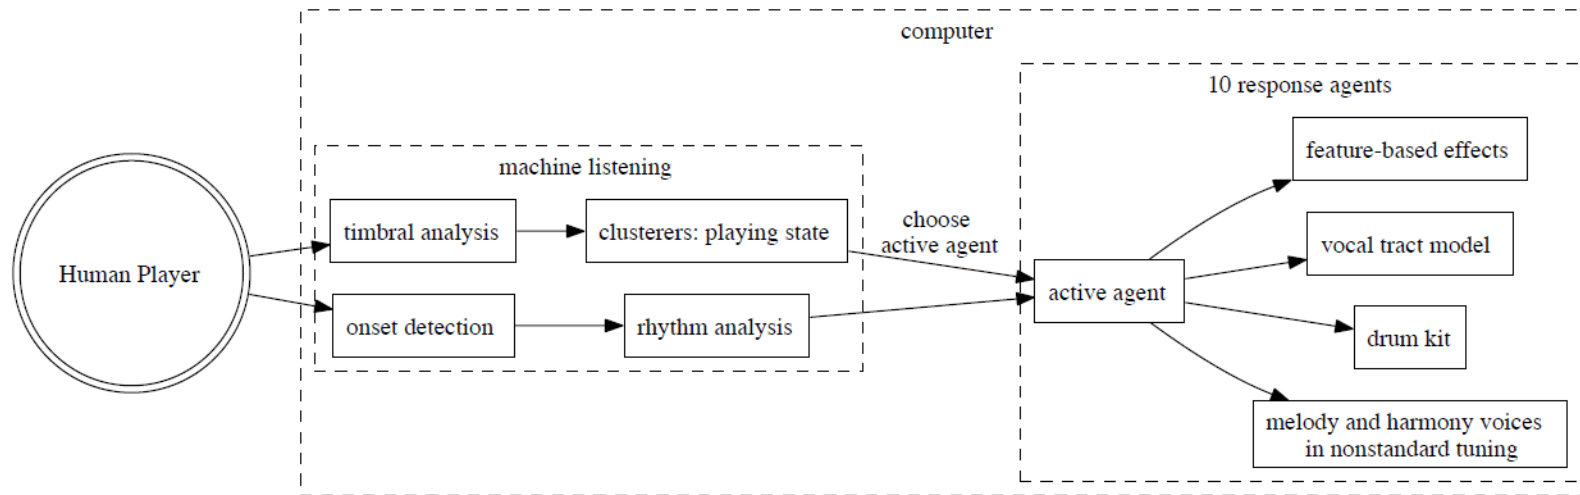 computer
10 response agents
feature-based effects
machine listening
timbral analysis
clusterers: playing state
choose
active agent
vocal tract model
Human Player
active agent
onset detection
rhythm analysis
drum kit
melody and harmony voices
in nonstandard tuning